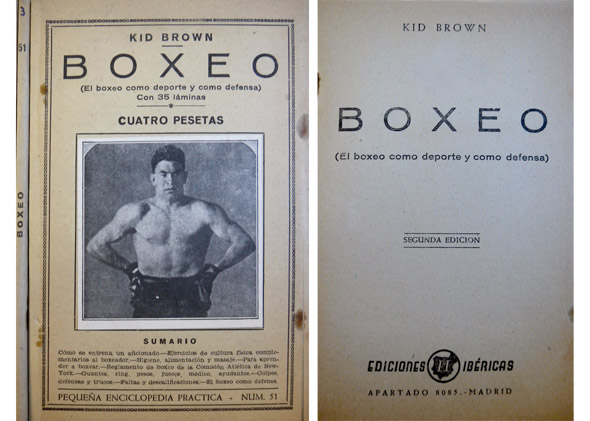 3
51
BOXEO
KID BROWN
BOXEO
(El boxeo como deporte y como defensa)
Con 35 láminas
CUATRO PESETAS
SUMARIO
Cómo se entrena un aficionado.—Ejercicios de cultura física comple-
mentarios al boxeador.—Higiene, alimentación y masaje.—Para apren-
der a boxear.—Reglamento de boxeo de la Comisión Atlética de New-
York.—Guantes, ring, pesos, jueces, médico, ayudantes.—Golpes,
defensas y trucos.—Faltas y descalificaciones.—El boxeo como defensa.
PEQUEÑA ENCICLOPEDIA PRACTICA - NUM. 51
KID BROWN
BOXEO
(El boxeo como deporte y como defensa)
SEGUNDA EDICION
EDICIONES IBÉRICAS
APARTADO 8085.-MADRID